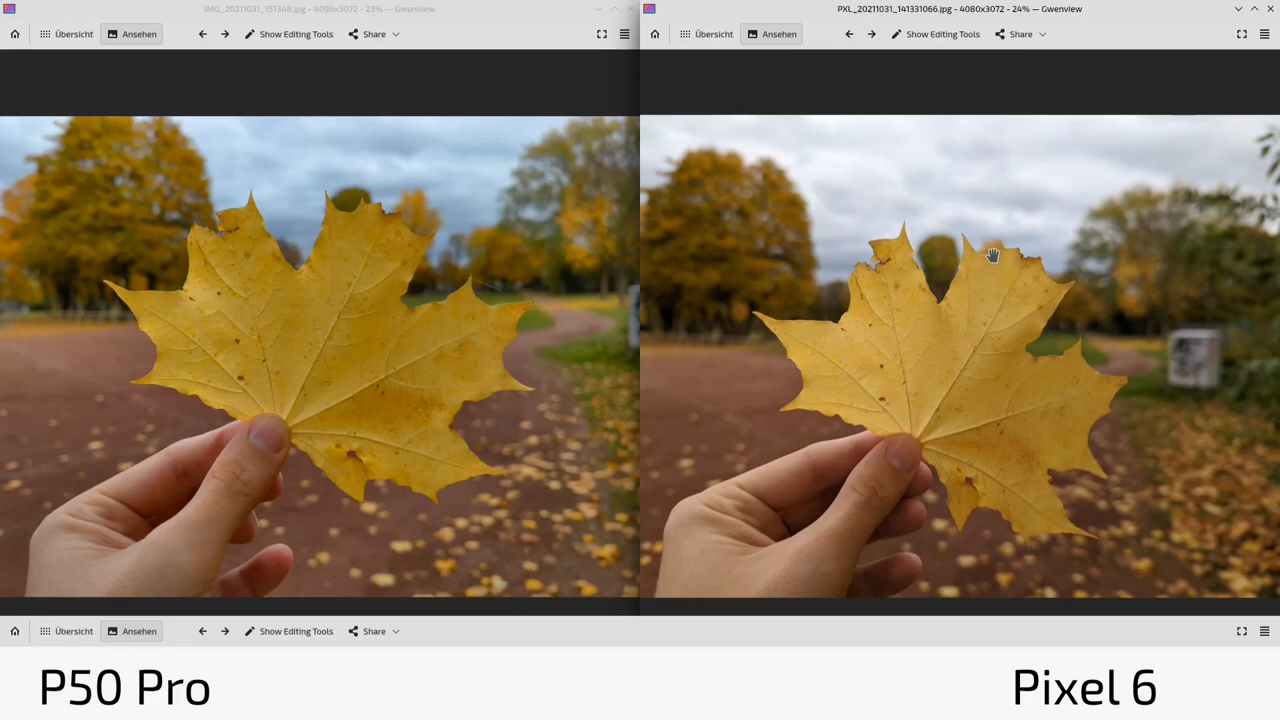 IMG_20211031_151348.jpg - 4096x3072 - 23% — Gwenview
PXL_20211031_141331066.jpg - 4080x3072 - 24% — Gwenview
Übersicht Ansehen Show Editing Tools Share
Übersicht Ansehen Show Editing Tools Share
Übersicht Ansehen Show Editing Tools Share
P50 Pro
Pixel 6